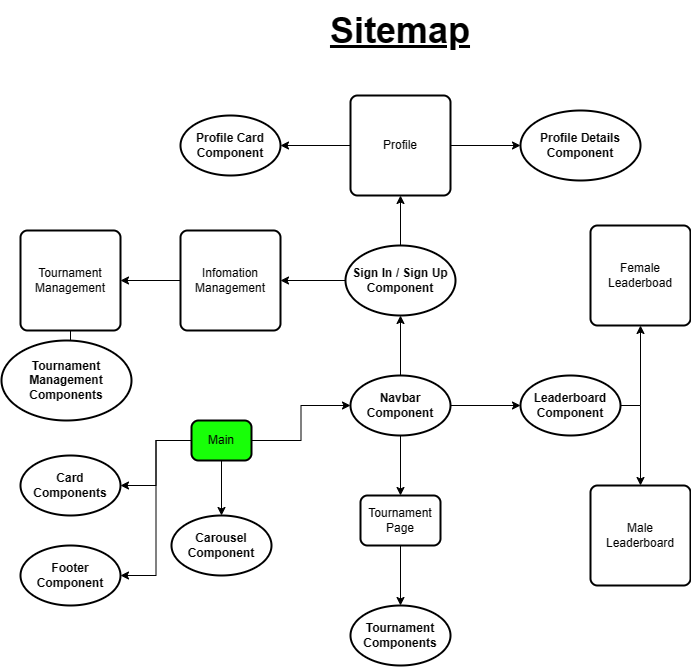 Sitemap
Profile Card
Component
Profile
Profile Details
Component
Tournament
Management
Infomation
Management
Sign In / Sign Up
Component
Female
Leaderboad
Tournament
Management
Components
Navbar
Component
Leaderboard
Component
Main
Card
Components
Carousel
Component
Tournament
Page
Male
Leaderboard
Footer
Component
Tournament
Components